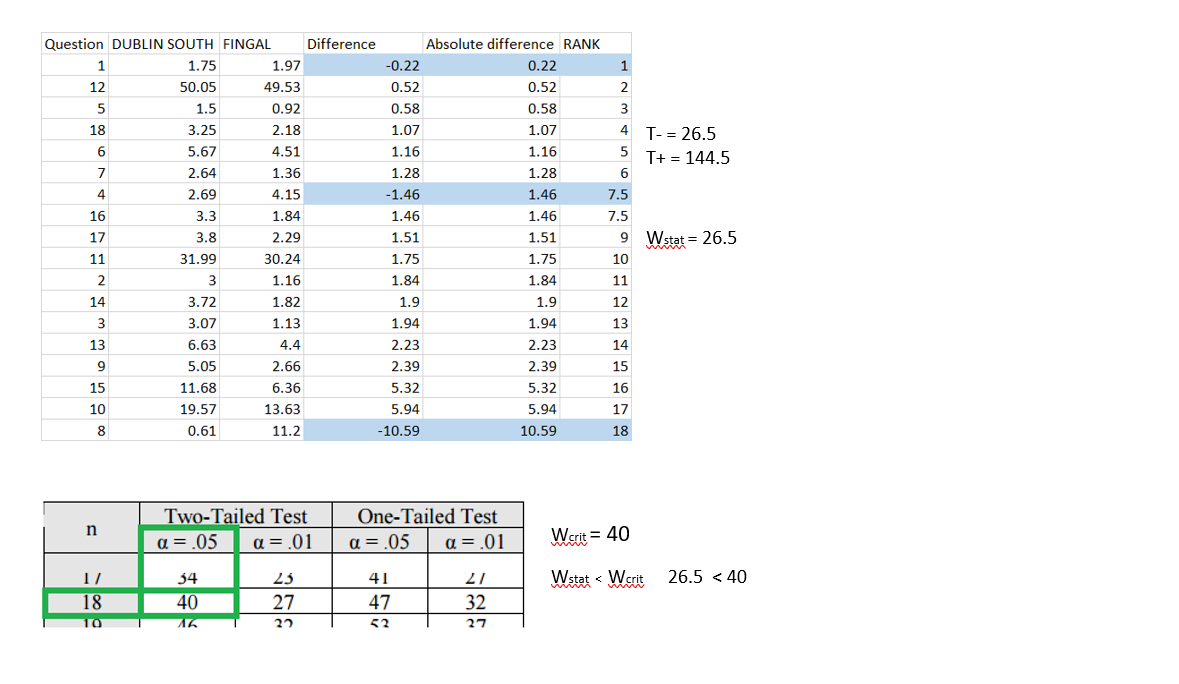 Question DUBLIN SOUTH FINGAL Difference Absolute difference RANK
1 1.75 1.97 -0.22 0.22 1
12 50.05 49.53 0.52 0.52 2
5 1.5 0.92 0.58 0.58 3
18 3.25 2.18 1.07 1.07 4
6 5.67 4.51 1.16 1.16 5
7 2.64 1.36 1.28 1.28 6
4 2.69 4.15 -1.46 1.46 7.5
16 3.3 1.84 1.46 1.46 7.5
17 3.8 2.29 1.51 1.51 9
11 31.99 30.24 1.75 1.75 10
2 3 1.16 1.84 1.84 11
14 3.72 1.82 1.9 1.9 12
3 3.07 1.13 1.94 1.94 13
13 6.63 4.4 2.23 2.23 14
9 5.05 2.66 2.39 2.39 15
15 11.68 6.36 5.32 5.32 16
10 19.57 13.63 5.94 5.94 17
8 0.61 11.2 -10.59 10.59 18
T- = 26.5
T+ = 144.5
Wstat = 26.5
n Two-Tailed Test One-Tailed Test
α = .05 α = .01 α = .05 α = .01
17 34 23 41 27
18 40 27 47 32
19 46 32 53 37
Wcrit = 40
Wstat < Wcrit 26.5 < 40